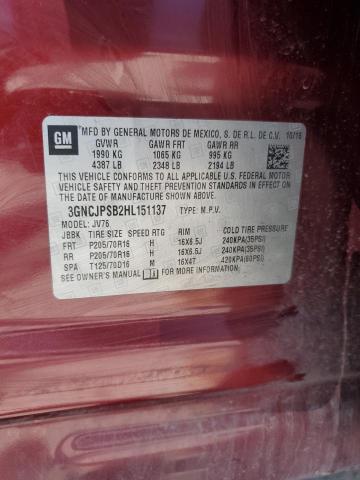 GM
MFD BY GENERAL MOTORS DE MEXICO, S. DE R.L. DE C.V. 10/16
GVWR GAWR FRT GAWR RR
1990 KG 1065 KG 995 KG
4387 LB 2348 LB 2194 LB
THIS VEHICLE CONFORMS TO ALL APPLICABLE U.S. FEDERAL
MOTOR VEHICLE SAFETY, BUMPER, AND THEFT PREVENTION
STANDARDS IN EFFECT ON THE DATE OF MANUFACTURE SHOWN ABOVE.
3GNCJPSB2HL151137 TYPE: M.P.V.
MODEL: JV76
JBBK TIRE SIZE SPEED RTG RIM COLD TIRE PRESSURE
FRT P205/70R16 H 16X6.5J 240KPA(35PSI)
RR P205/70R16 H 16X6.5J 240KPA(35PSI)
SPA T125/70D16 M 16X4T 420KPA(60PSI)
SEE OWNER'S MANUAL FOR MORE INFORMATION.